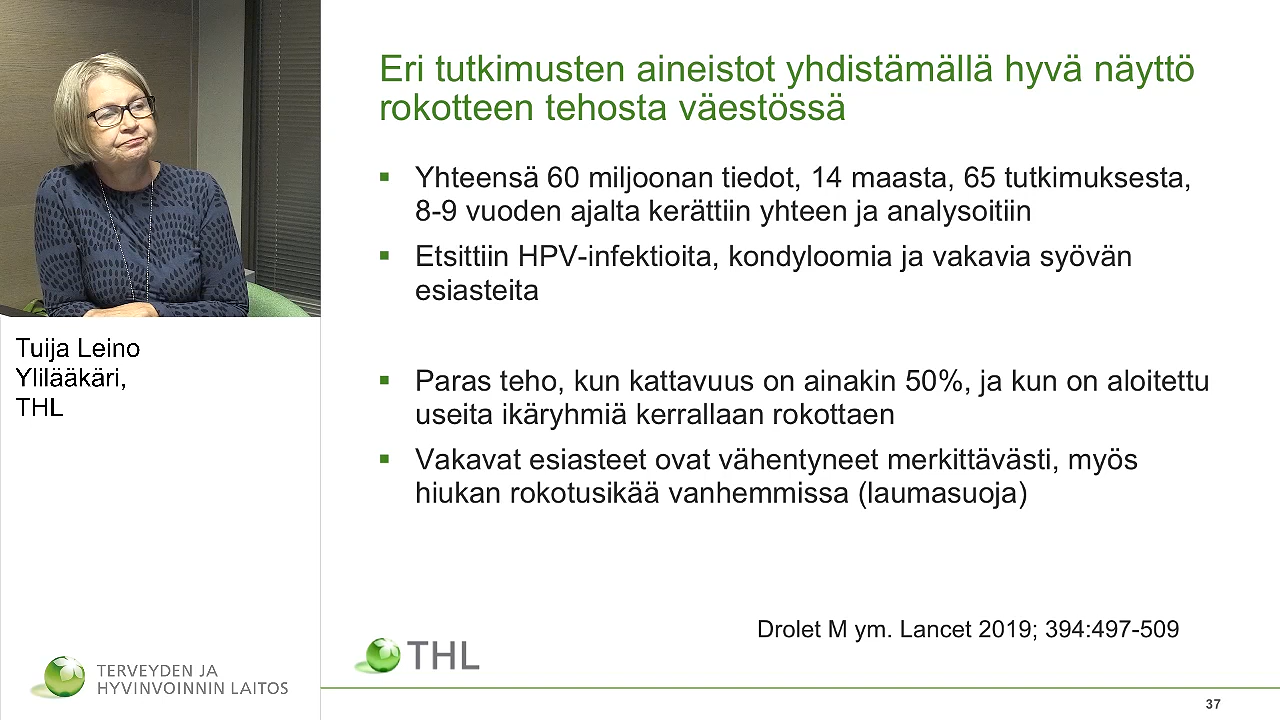 Eri tutkimusten aineistot yhdistämällä hyvä näyttö
rokotteen tehosta väestössä
▪ Yhteensä 60 miljoonan tiedot, 14 maasta, 65 tutkimuksesta,
8-9 vuoden ajalta kerättiin yhteen ja analysoitiin
▪ Etsittiin HPV-infektioita, kondyloomia ja vakavia syövän
esiasteita
▪ Paras teho, kun kattavuus on ainakin 50%, ja kun on aloitettu
useita ikäryhmiä kerrallaan rokottaen
▪ Vakavat esiasteet ovat vähentyneet merkittävästi, myös
hiukan rokotusikää vanhemmissa (laumasuoja)
Drolet M ym. Lancet 2019; 394:497-509
THL
37
Tuija Leino
Ylilääkäri,
THL
TERVEYDEN JA
HYVINVOINNIN LAITOS